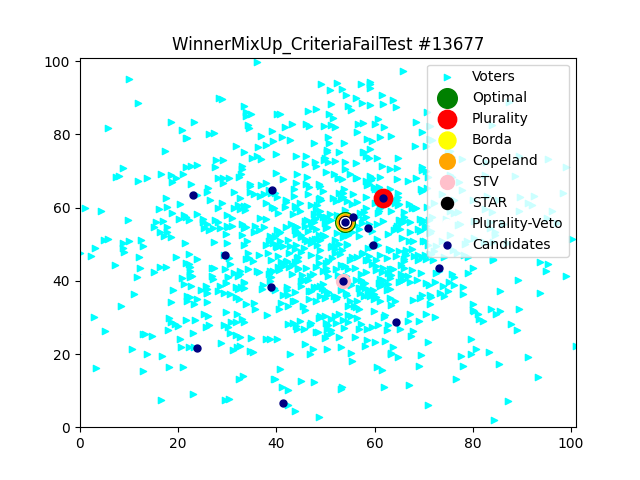 WinnerMixUp_CriteriaFailTest #13677
100
80
60
40
20
0
0 20 40 60 80 100
Voters
Optimal
Plurality
Borda
Copeland
STV
STAR
Plurality-Veto
Candidates